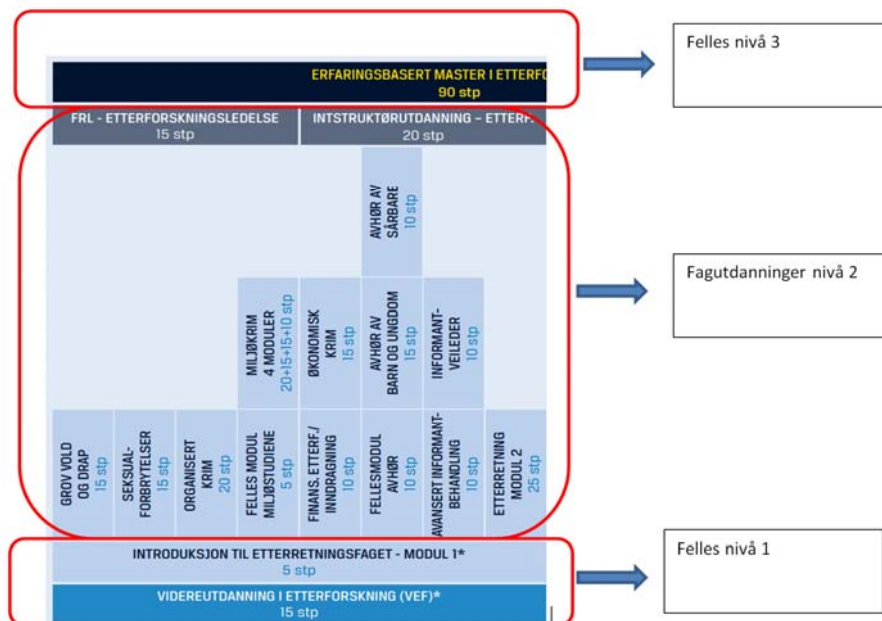 Felles nivå 3
ERFARINGSBASERT MASTER I ETTERFO
90 stp
FRL - ETTERFORSKNINGSLEDELSE
15 stp
INTSTRUKTØRUTDANNING – ETTERF.
20 stp
AVHØR AV
SÅRBARE
10 stp
Fagutdanninger nivå 2
MILJØKRIM
4 MODULER
20+15+15+10 stp
ØKONOMISK
KRIM
15 stp
AVHØR AV
BARN OG UNGDOM
15 stp
INFORMANT-
VEILEDER
10 stp
GROV VOLD
OG DRAP
15 stp
SEKSUAL-
FORBRYTELSER
15 stp
ORGANISERT
KRIM
20 stp
FELLES MODUL
MILJØSTUDIENE
5 stp
FINANS. ETTERF./
INNDRAGNING
10 stp
FELLESMODUL
AVHØR
10 stp
AVANSERT INFORMANT-
BEHANDLING
10 stp
ETTERRETNING
MODUL 2
25 stp
INTRODUKSJON TIL ETTERRETNINGSFAGET - MODUL 1*
5 stp
Felles nivå 1
VIDEREUTDANNING I ETTERFORSKNING (VEF)*
15 stp